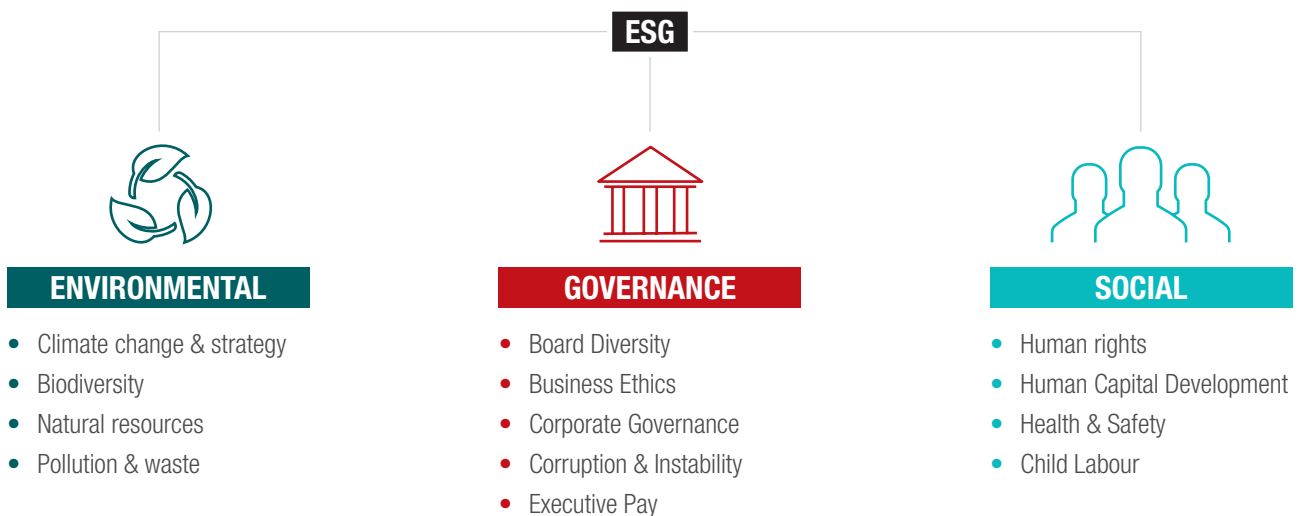 ESG
ENVIRONMENTAL
Climate change & strategy
Biodiversity
Natural resources
Pollution & waste
GOVERNANCE
Board Diversity
Business Ethics
Corporate Governance
Corruption & Instability
Executive Pay
SOCIAL
Human rights
Human Capital Development
Health & Safety
Child Labour